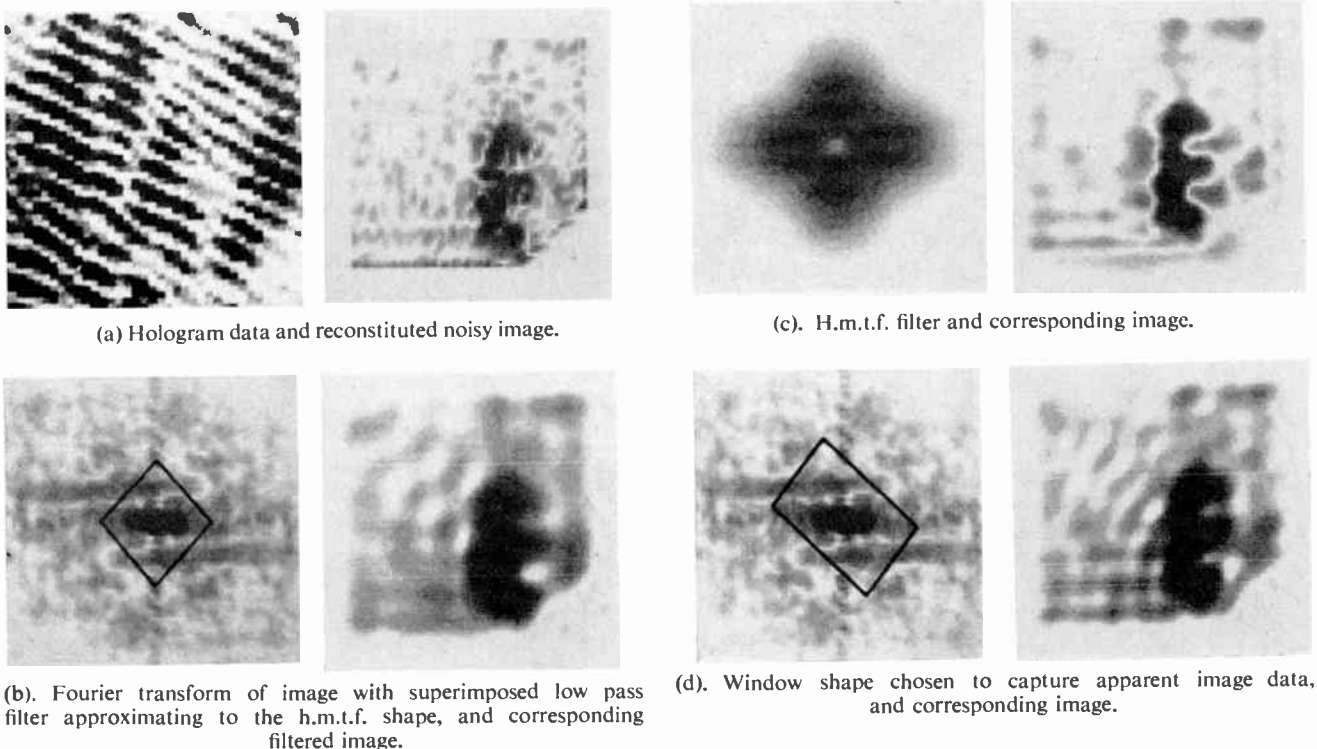 (a) Hologram data and reconstituted noisy image.
(c). H.m.t.f. filter and corresponding image.
(b). Fourier transform of image with superimposed low pass
filter approximating to the h.m.t.f. shape, and corresponding
filtered image.
(d). Window shape chosen to capture apparent image data,
and corresponding image.